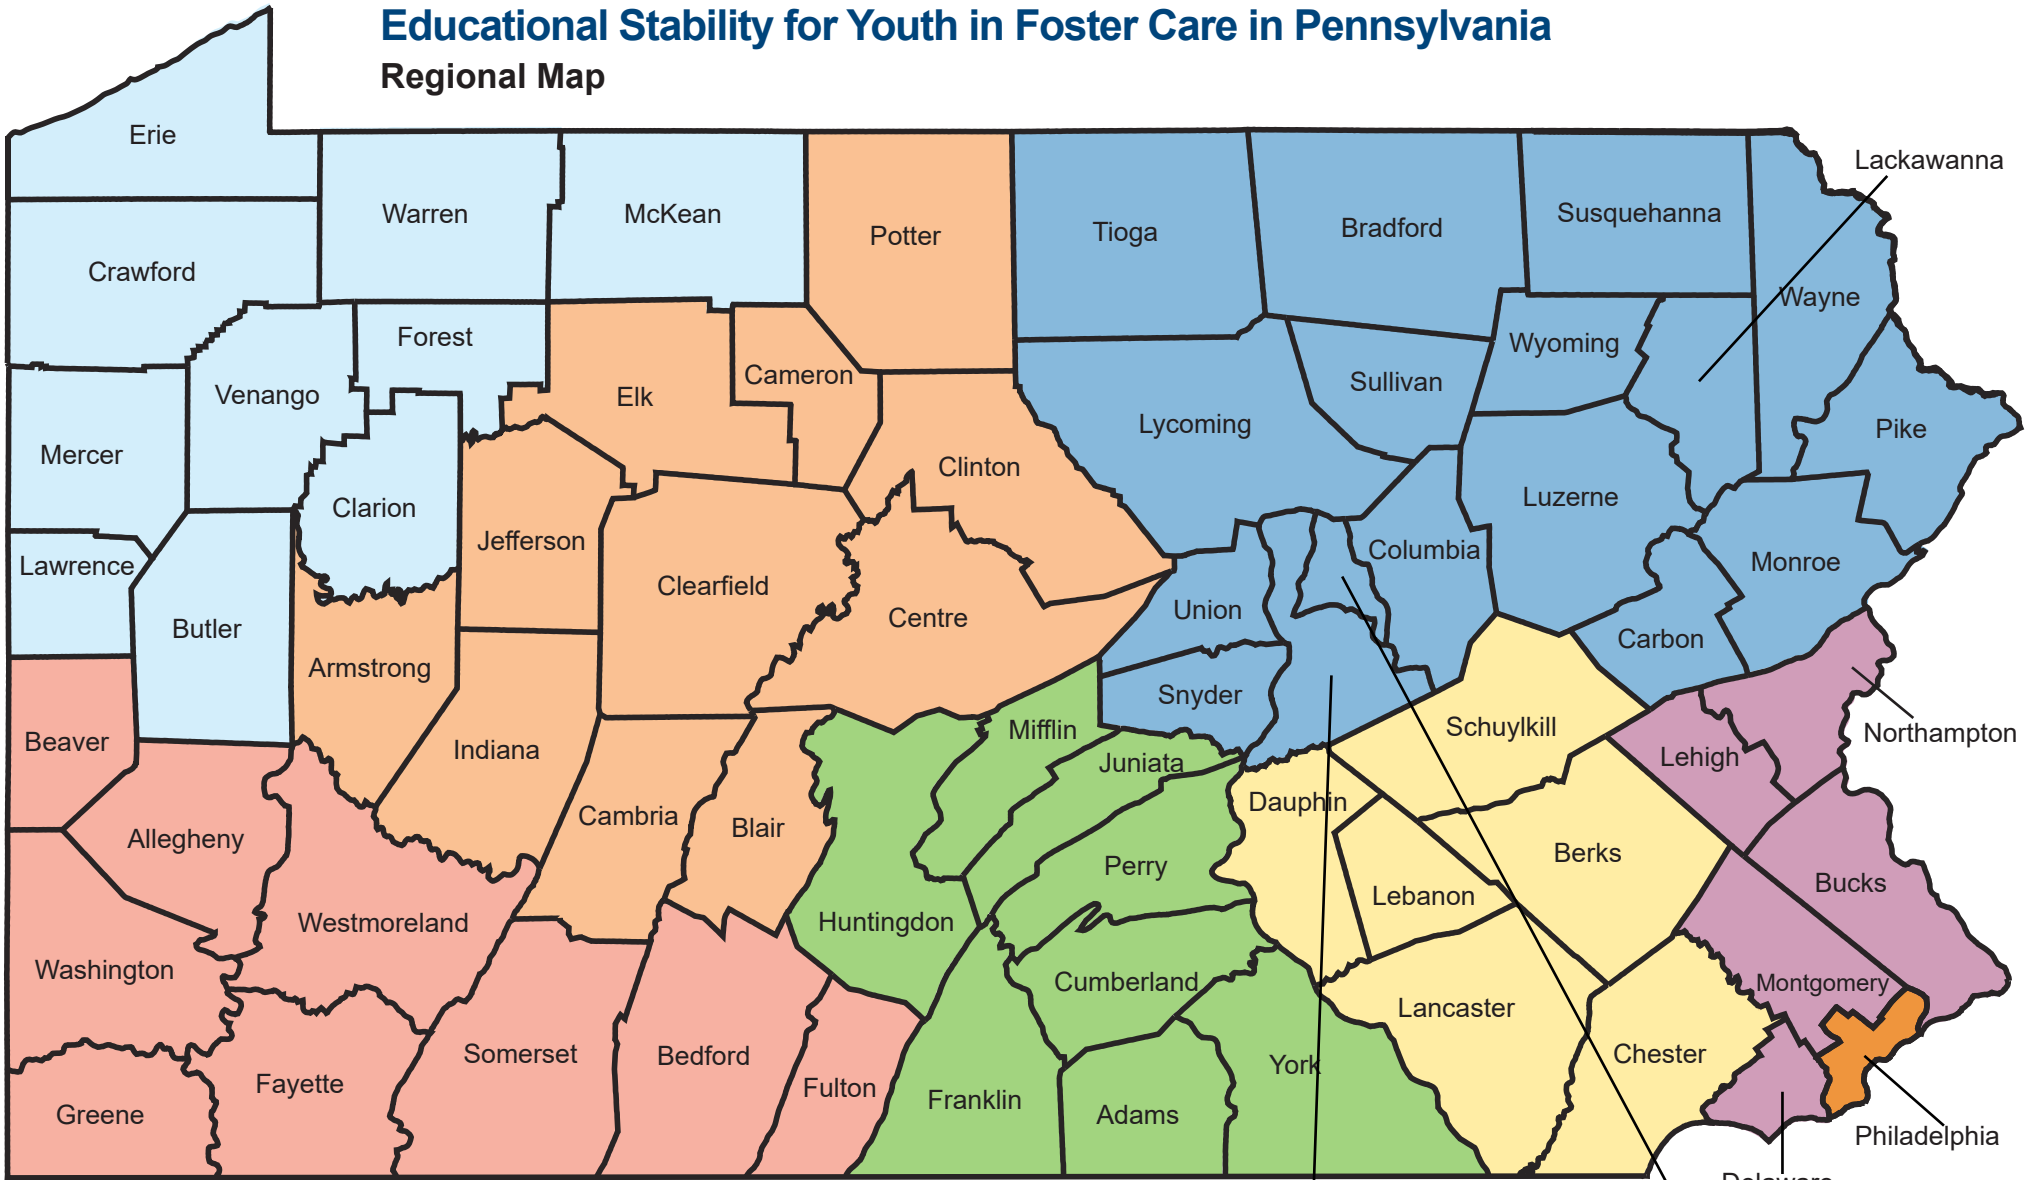 Educational Stability for Youth in Foster Care in Pennsylvania
Regional Map
Erie
Lackawanna
Warren
McKean
Potter
Tioga
Bradford
Susquehanna
Crawford
Wayne
Forest
Wyoming
Venango
Elk
Cameron
Sullivan
Lycoming
Pike
Mercer
Clinton
Clarion
Luzerne
Jefferson
Columbia
Lawrence
Clearfield
Monroe
Butler
Centre
Union
Carbon
Armstrong
Snyder
Beaver
Indiana
Mifflin
Schuylkill
Northampton
Juniata
Lehigh
Dauphin
Allegheny
Cambria
Blair
Perry
Berks
Lebanon
Bucks
Westmoreland
Huntingdon
Washington
Cumberland
Montgomery
Lancaster
Somerset
Bedford
York
Chester
Fayette
Fulton
Greene
Franklin
Adams
Philadelphia
Delaware